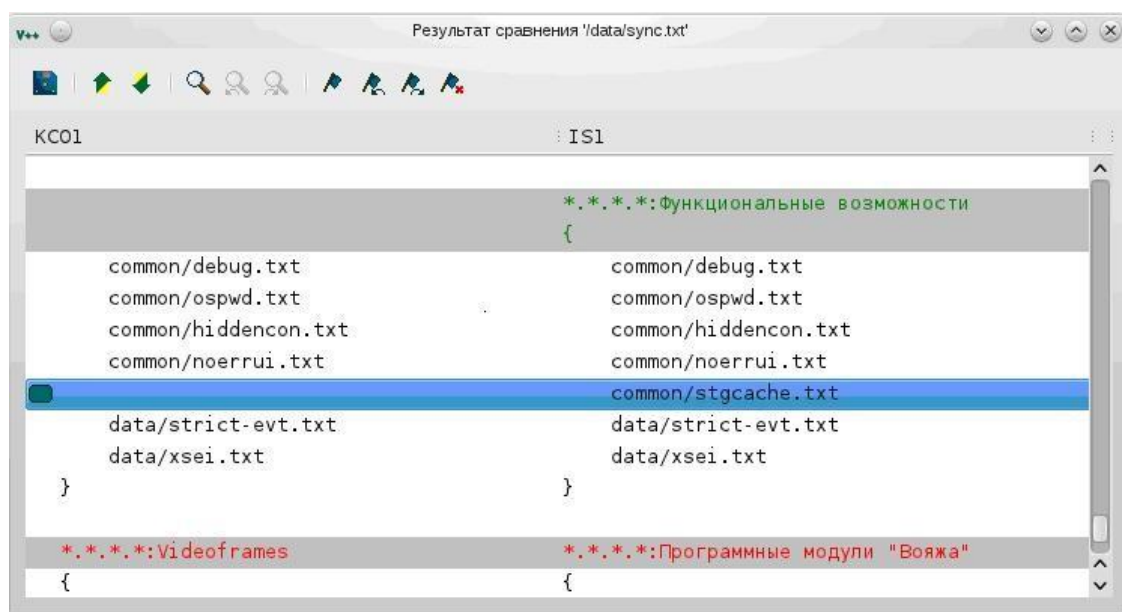 V++
Результат сравнения '/data/sync.txt'
KCO1 IS1
*.*.*.*:Функциональные возможности
{
common/debug.txt common/debug.txt
common/ospwd.txt common/ospwd.txt
common/hiddencon.txt common/hiddencon.txt
common/noerrui.txt common/noerrui.txt
common/stgcache.txt
data/strict-evt.txt data/strict-evt.txt
data/xsei.txt data/xsei.txt
} }
*.*.*.*:Videoframes *.*.*.*:Программные модули "Вояжа"
{ {